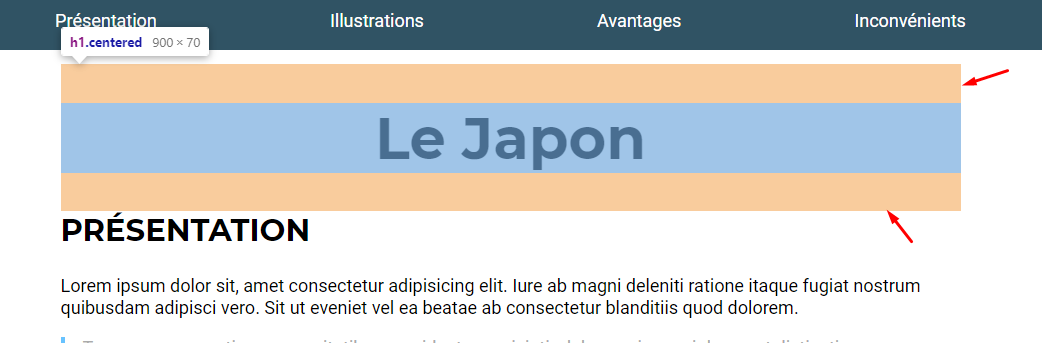 Présentation Illustrations Avantages Inconvénients
h1.centered 900 × 70
Le Japon
PRÉSENTATION
Lorem ipsum dolor sit, amet consectetur adipisicing elit. Iure ab magni deleniti ratione itaque fugiat nostrum
quibusdam adipisci vero. Sit ut eveniet vel ea beatae ab consectetur blanditiis quod dolorem.